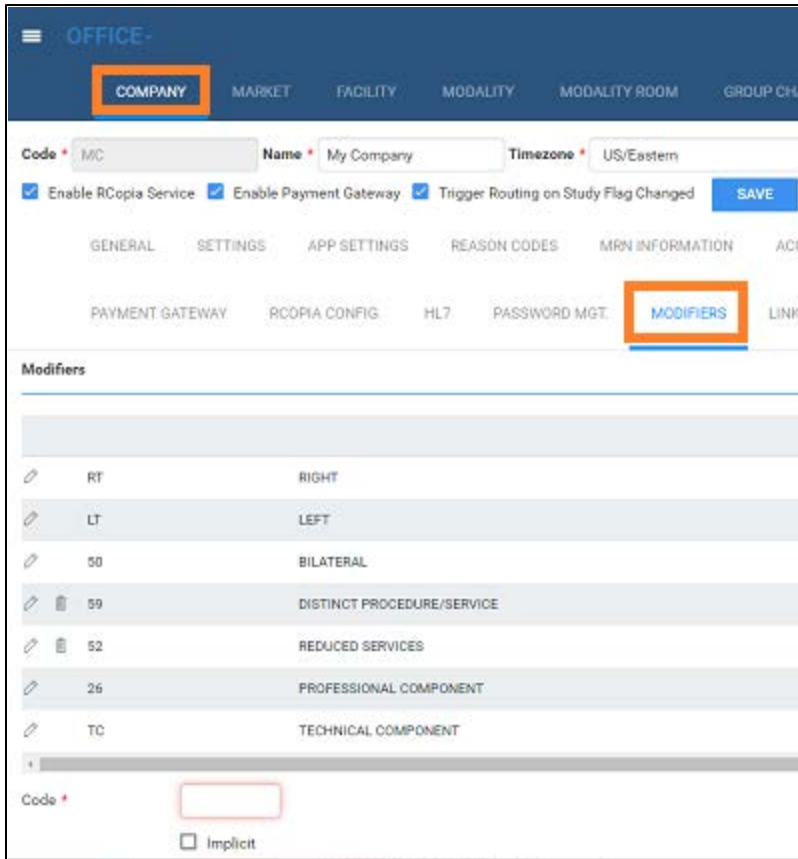 OFFICE-
COMPANY MARKET FACILITY MODALITY MODALITY ROOM GROUP CHA
Code * MC Name * My Company Timezone * US/Eastern
Enable RCopia Service Enable Payment Gateway Trigger Routing on Study Flag Changed SAVE
GENERAL SETTINGS APP SETTINGS REASON CODES MRN INFORMATION
PAYMENT GATEWAY RCOPIA CONFIG HL7 PASSWORD MGT. MODIFIERS LINK
Modifiers
RT RIGHT
LT LEFT
50 BILATERAL
59 DISTINCT PROCEDURE/SERVICE
52 REDUCED SERVICES
26 PROFESSIONAL COMPONENT
TC TECHNICAL COMPONENT
Code *
Implicit